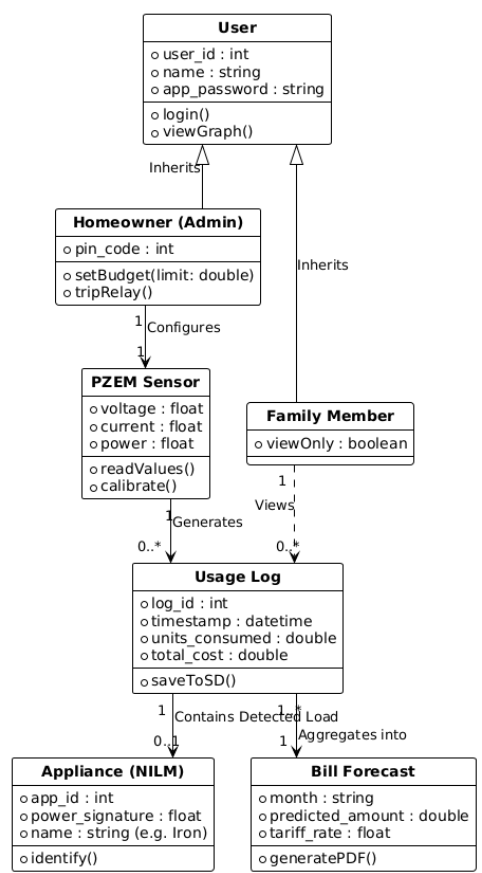 User
user_id : int
name : string
app_password : string
login()
viewGraph()
Inherits
Homeowner (Admin)
pin_code : int
setBudget(limit: double)
tripRelay()
Inherits
1
Configures
1
PZEM Sensor
voltage : float
current : float
power : float
readValues()
calibrate()
Family Member
viewOnly : boolean
1
Views
0..*
1
Generates
0..*
Usage Log
log_id : int
timestamp : datetime
units_consumed : double
total_cost : double
saveToSD()
1
Contains Detected Load
0..1
1..*
Aggregates into
1
Appliance (NILM)
app_id : int
power_signature : float
name : string (e.g. Iron)
identify()
Bill Forecast
month : string
predicted_amount : double
tariff_rate : float
generatePDF()